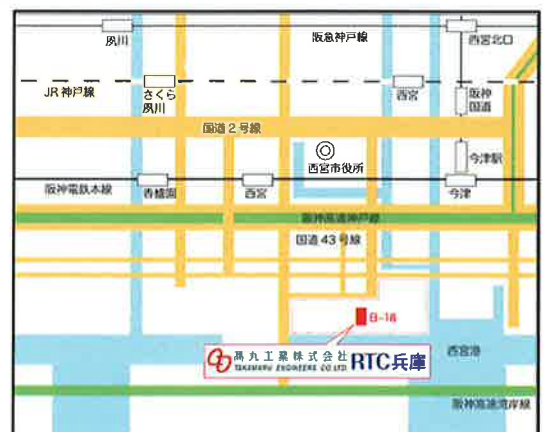 夙川
阪急神戸線
西宮北口
JR神戸線
さくら
夙川
西宮
阪神
国道
国道2号線
西宮市役所
今津駅
阪神電鉄本線
香櫨園
西宮
今津
阪神高速神戸線
国道43号線
B-18
高丸工業株式会社
TAKAMARU ENGINEERS CO.LTD.
RTC兵庫
西宮港
阪神高速湾岸線